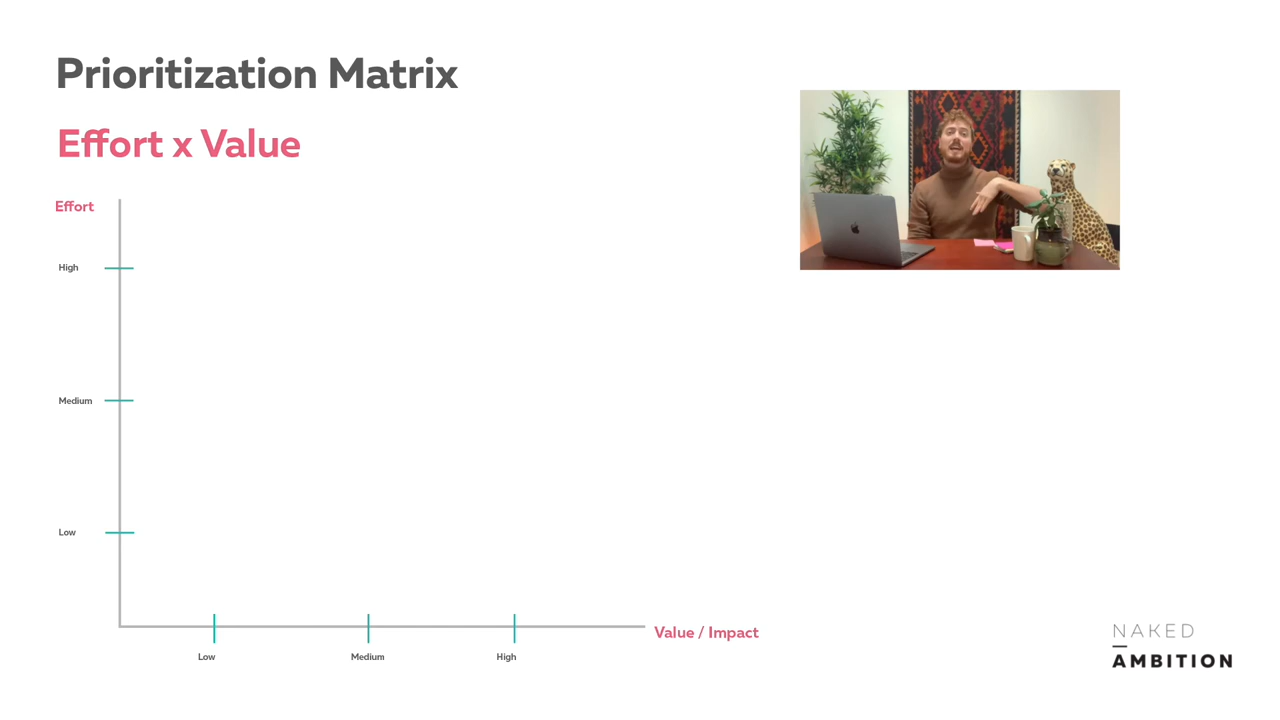 Prioritization Matrix
Effort x Value
Effort
High
Medium
Low
Value / Impact
Low
Medium
High
NAKED
AMBITION